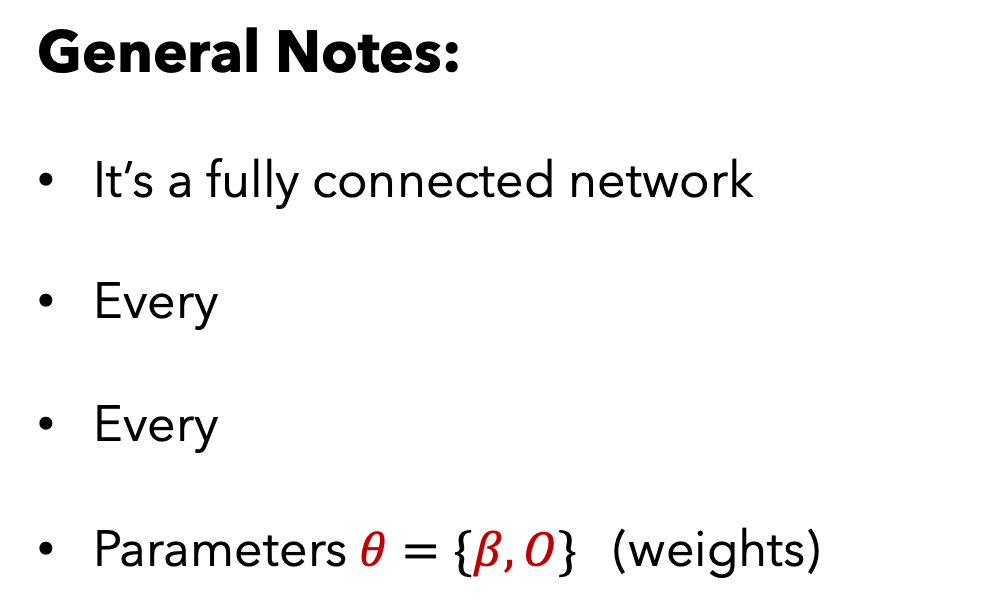 General Notes:
• It’s a fully connected network
• Every
• Every
• Parameters θ = {β, O} (weights)